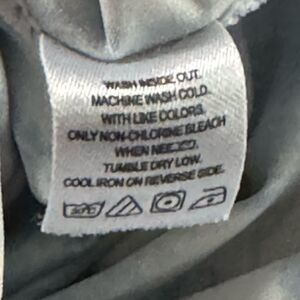 WASH INSIDE OUT.
MACHINE WASH COLD
WITH LIKE COLORS.
ONLY NON-CHLORINE BLEACH
WHEN NEEDED.
TUMBLE DRY LOW.
COOL IRON ON REVERSE SIDE.
30°C